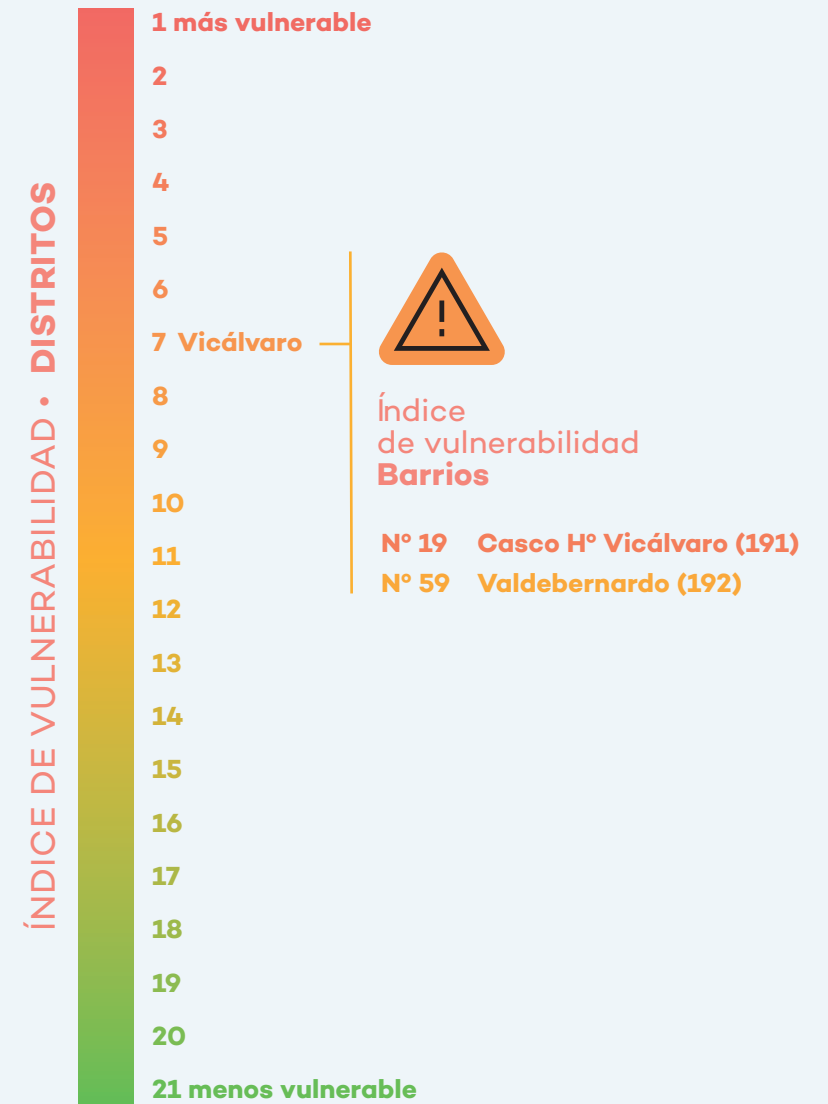 ÍNDICE DE VULNERABILIDAD • DISTRITOS
1 más vulnerable
2
3
4
5
6
7 Vicálvaro
8
9
10
11
12
13
14
15
16
17
18
19
20
21 menos vulnerable
Índice
de vulnerabilidad
Barrios
Nº 19 Casco Hº Vicálvaro (191)
Nº 59 Valdebernardo (192)